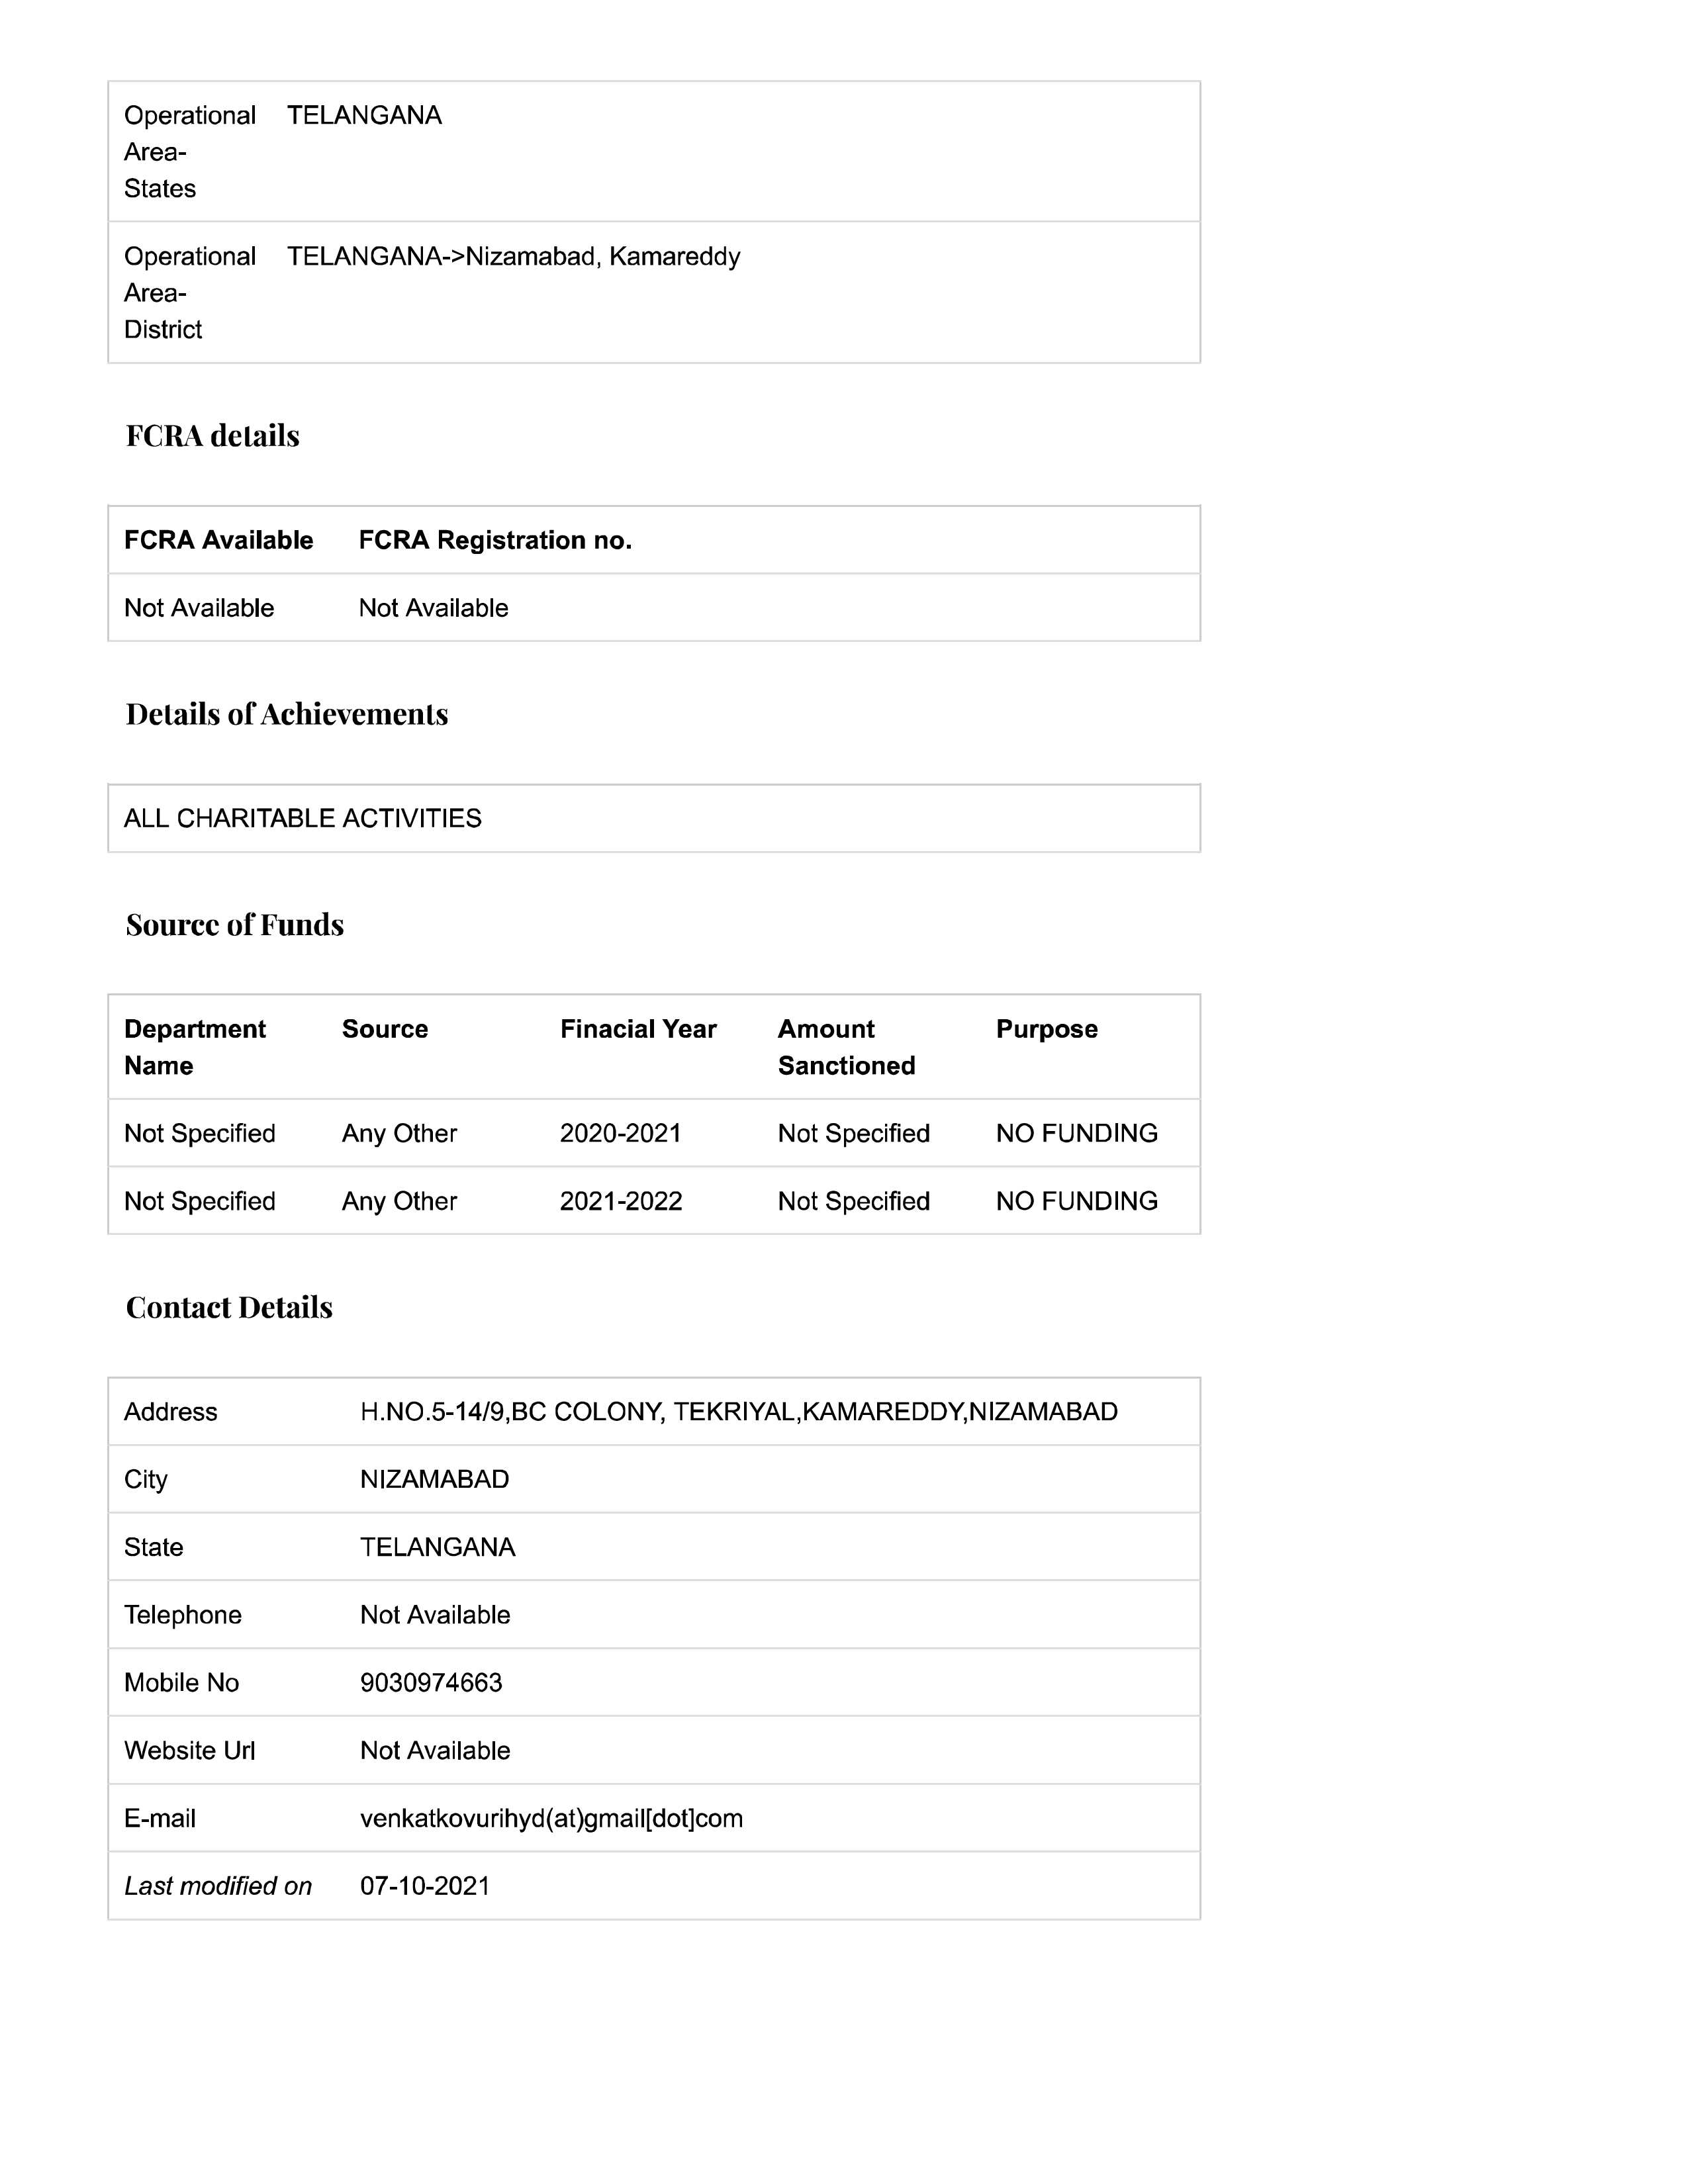 Operational TELANGANA
Area-
States
Operational TELANGANA->Nizamabad, Kamareddy
Area-
District
FCRA details
FCRA Available FCRA Registration no.
Not Available Not Available
Details of Achievements
ALL CHARITABLE ACTIVITIES
Source of Funds
Department Source Finacial Year Amount Purpose
Name Sanctioned
Not Specified Any Other 2020-2021 Not Specified NO FUNDING
Not Specified Any Other 2021-2022 Not Specified NO FUNDING
Contact Details
Address H.NO.5-14/9,BC COLONY, TEKRIYAL,KAMAREDDY,NIZAMABAD
City NIZAMABAD
State TELANGANA
Telephone Not Available
Mobile No 9030974663
Website Url Not Available
E-mail venkatkovurihyd(at)gmail[dot]com
Last modified on 07-10-2021